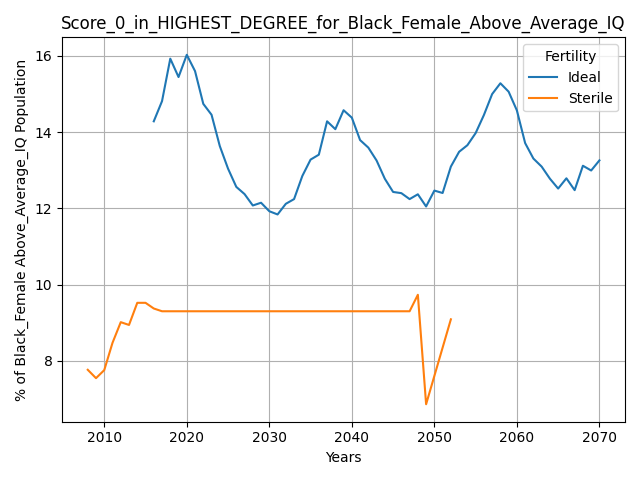 Score_0_in_HIGHEST_DEGREE_for_Black_Female_Above_Average_IQ
% of Black_Female Above_Average_IQ Population
16
14
12
10
8
Fertility
Ideal
Sterile
2010 2020 2030 2040 2050 2060 2070
Years